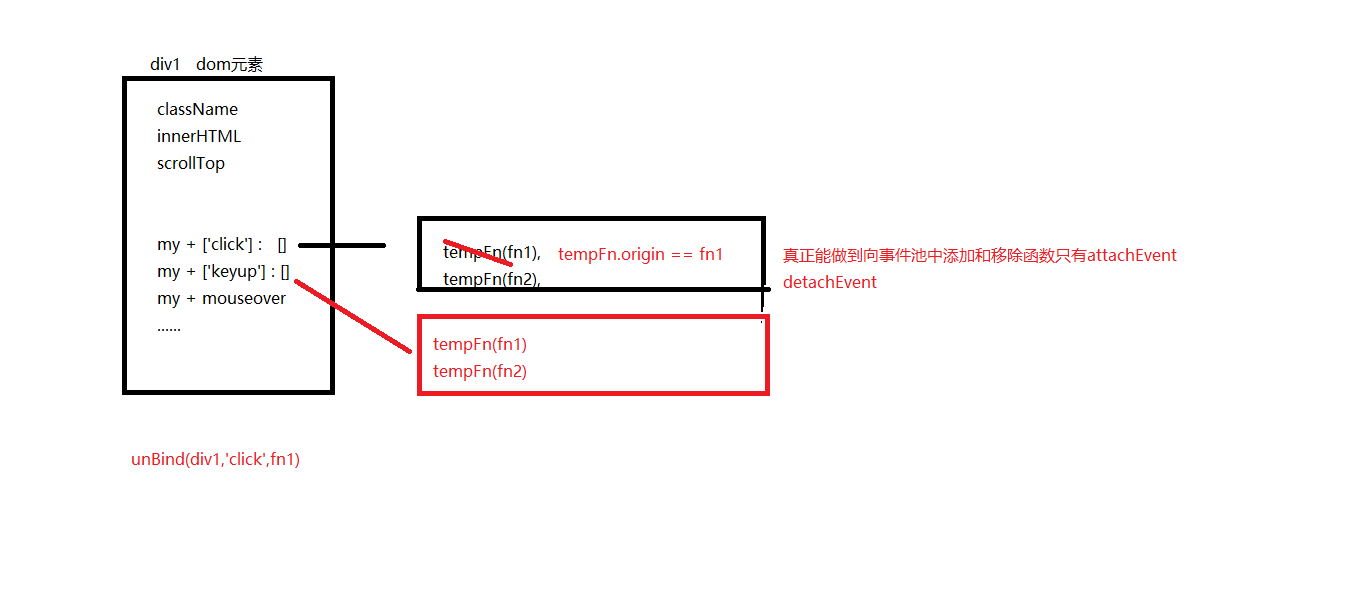 div1 dom元素
className
innerHTML
scrollTop
my + ['click'] : []
my + ['keyup'] : []
my + mouseover
......
tempFn(fn1), tempFn.origin == fn1
tempFn(fn2),
真正能做到向事件池中添加和移除函数只有attachEvent
detachEvent
tempFn(fn1)
tempFn(fn2)
unBind(div1,'click',fn1)